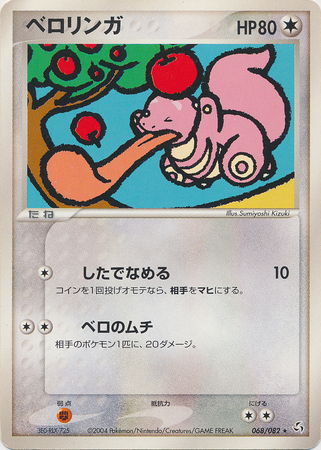 ベロリンガ HP80
たね
Illus. Sumiyoshi Kizuki
したでなめる 10
コインを1回投げオモテなら、相手をマヒにする。
ベロのムチ
相手のポケモン1匹に、20ダメージ。
弱点 抵抗力 にげる
©2004 Pokémon/Nintendo/Creatures/GAME FREAK
068/082 ★